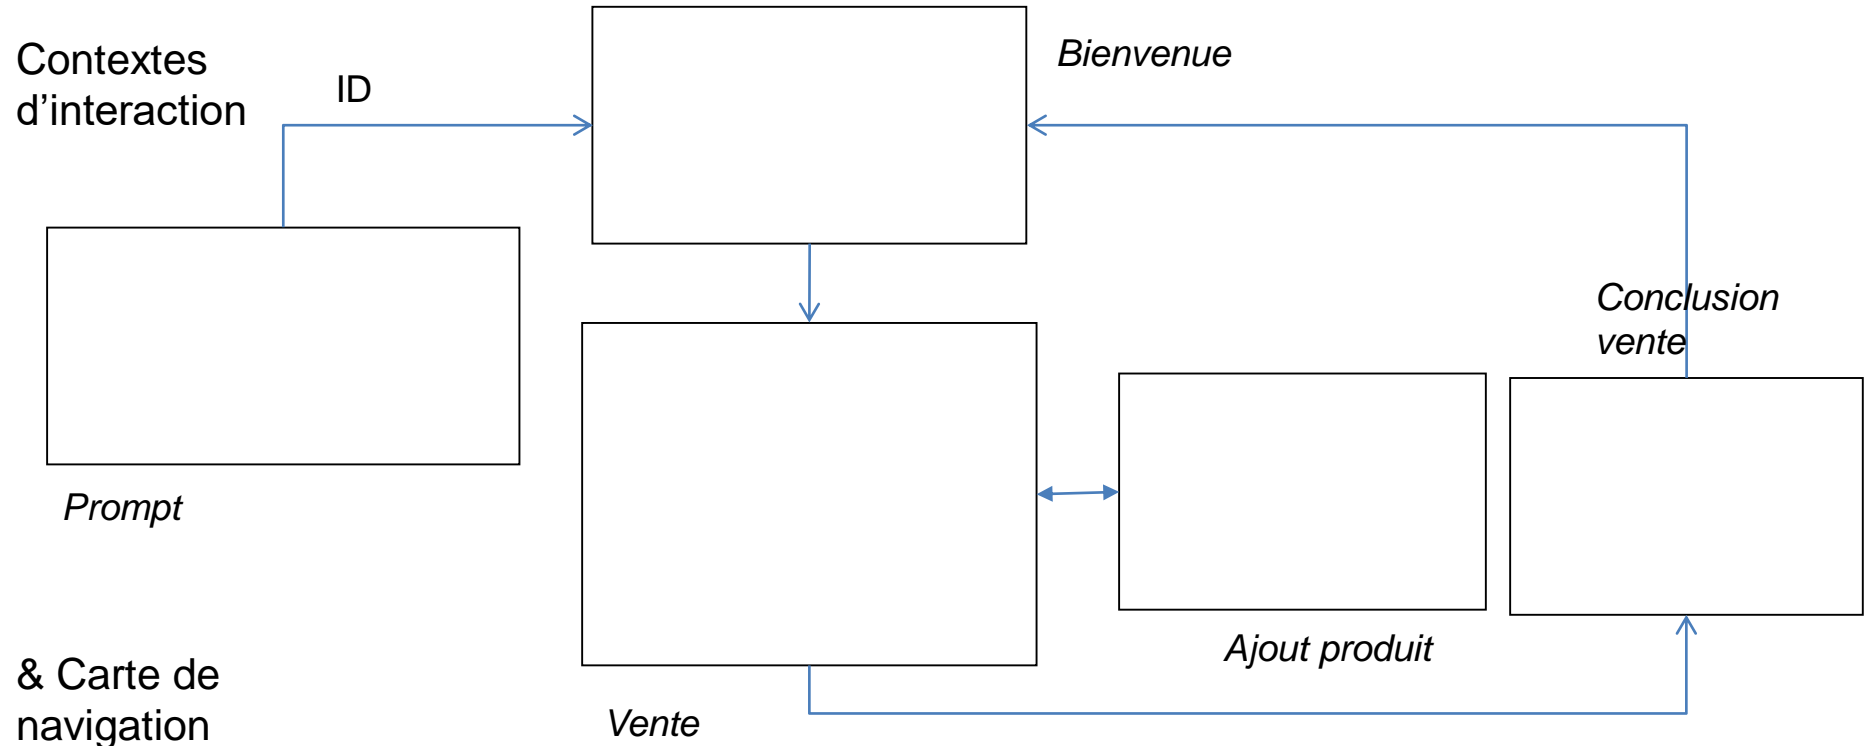 Contextes
d’interaction
ID
Bienvenue
Conclusion
vente
Prompt
Ajout produit
& Carte de
navigation
Vente